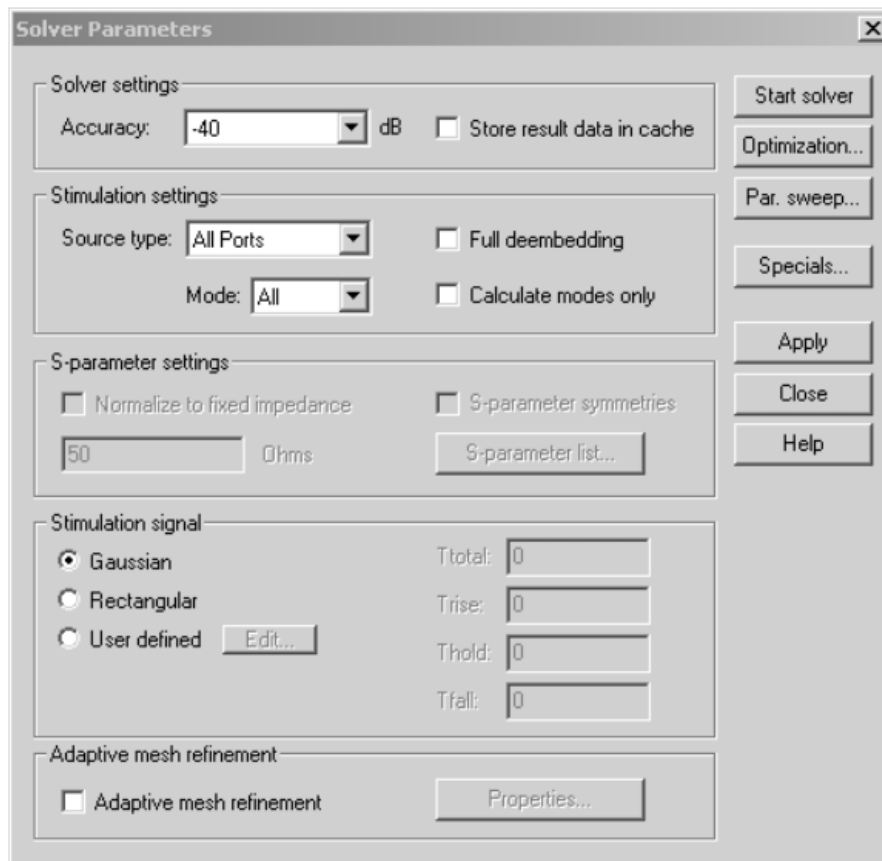 Solver Parameters
Solver settings
Accuracy: -40 dB Store result data in cache
Stimulation settings
Source type: All Ports Full deembedding
Mode: All Calculate modes only
S-parameter settings
Normalize to fixed impedance S-parameter symmetries
50 Ohms S-parameter list...
Stimulation signal
Gaussian Ttotal: 0
Rectangular Trise: 0
User defined Edit... Thold: 0
Tfall: 0
Adaptive mesh refinement
Adaptive mesh refinement Properties...
Start solver
Optimization...
Par. sweep...
Specials...
Apply
Close
Help